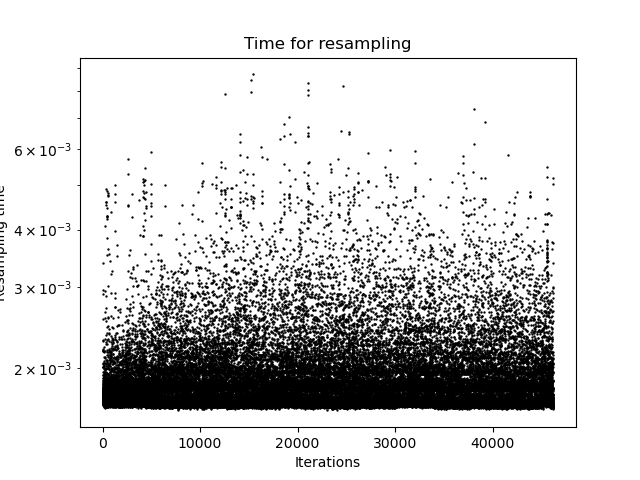 Time for resampling
6 × 10⁻³
4 × 10⁻³
3 × 10⁻³
2 × 10⁻³
time
0
10000
20000
30000
40000
Iterations